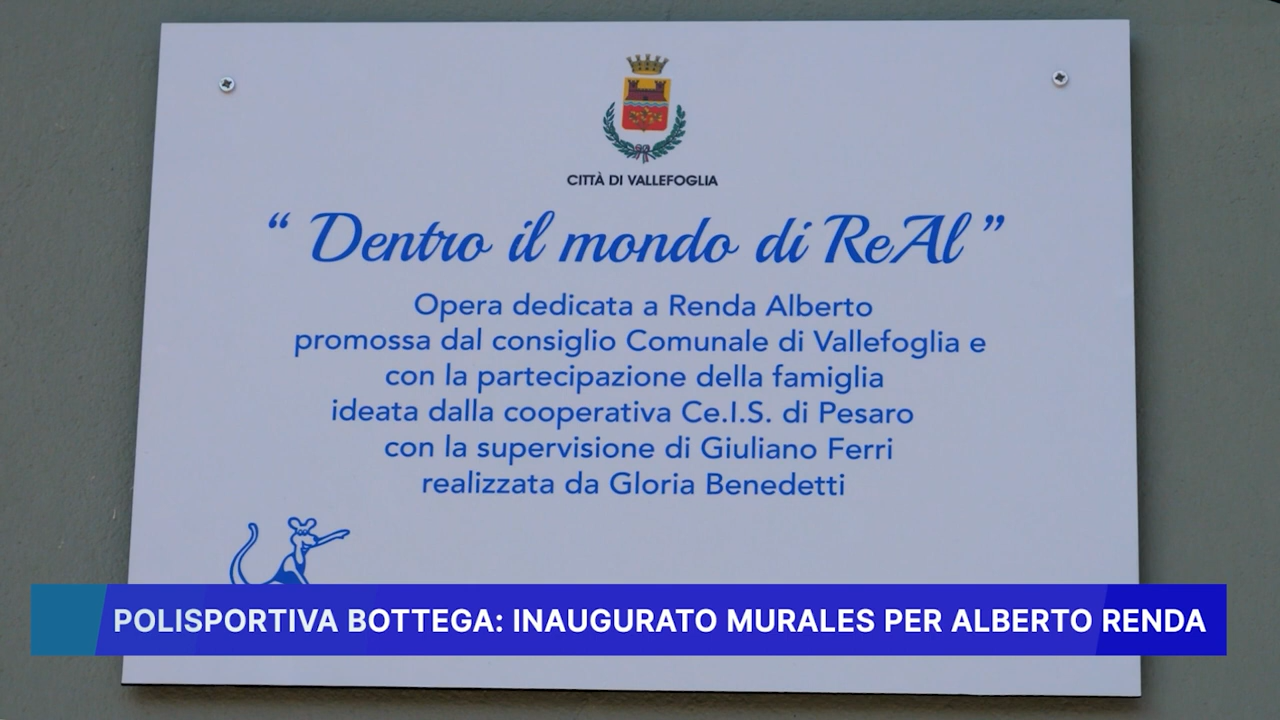 CITTÀ DI VALLEFOGLIA
“ Dentro il mondo di ReAl ”
Opera dedicata a Renda Alberto
promossa dal consiglio Comunale di Vallefoglia e
con la partecipazione della famiglia
ideata dalla cooperativa Ce.I.S. di Pesaro
con la supervisione di Giuliano Ferri
realizzata da Gloria Benedetti
POLISPORTIVA BOTTEGA: INAUGURATO MURALES PER ALBERTO RENDA